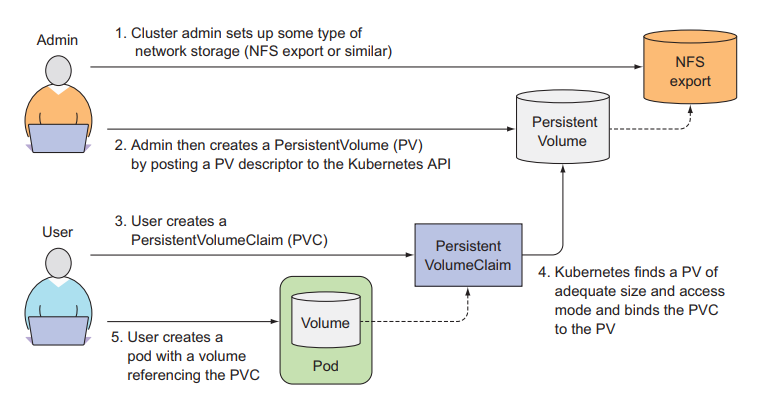 Admin
1. Cluster admin sets up some type of
network storage (NFS export or similar)
NFS
export
2. Admin then creates a PersistentVolume (PV)
by posting a PV descriptor to the Kubernetes API
Persistent
Volume
User
3. User creates a
PersistentVolumeClaim (PVC)
Persistent
VolumeClaim
4. Kubernetes finds a PV of
adequate size and access
mode and binds the PVC
to the PV
5. User creates a
pod with a volume
referencing the PVC
Volume
Pod